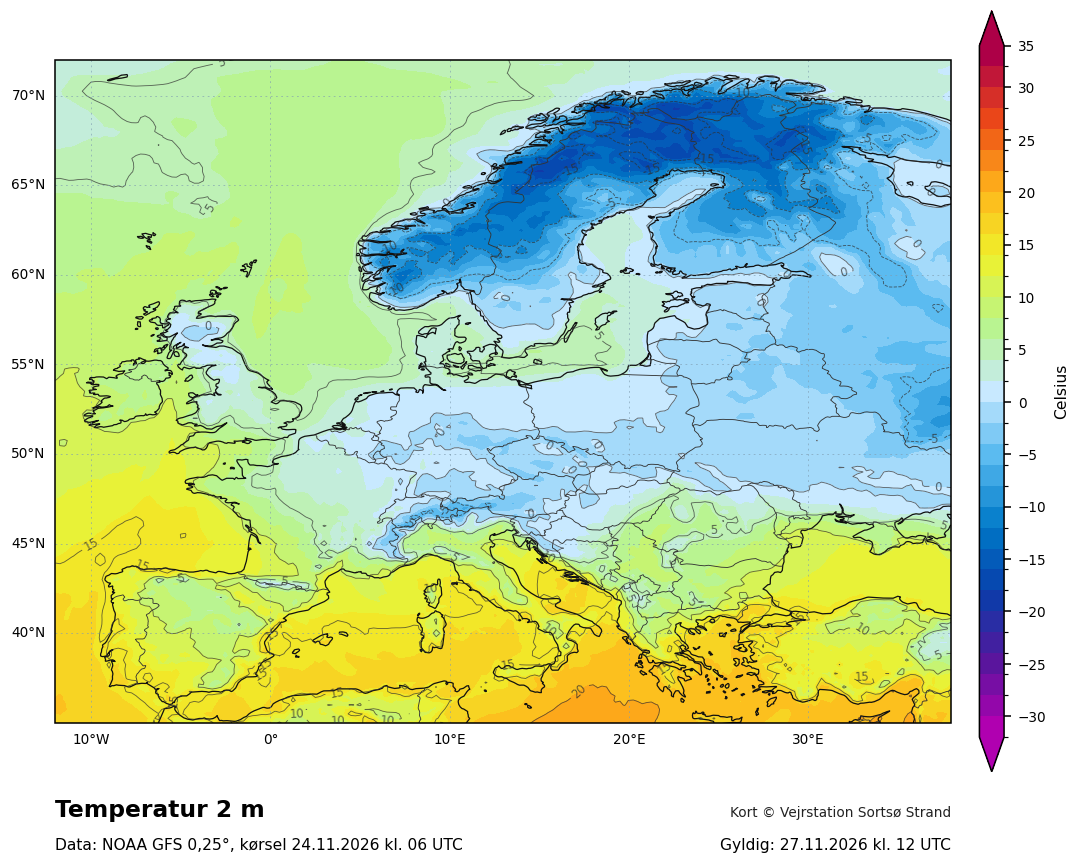 35
30
25
20
15
10
5
0
−5
−10
−15
−20
−25
−30
Celsius
70°N
65°N
60°N
55°N
50°N
45°N
40°N
10°W
0°
10°E
20°E
30°E
Temperatur 2 m
Kort © Vejrstation Sortsø Strand
Data: NOAA GFS 0,25°, kørsel 24.11.2026 kl. 06 UTC
Gyldig: 27.11.2026 kl. 12 UTC